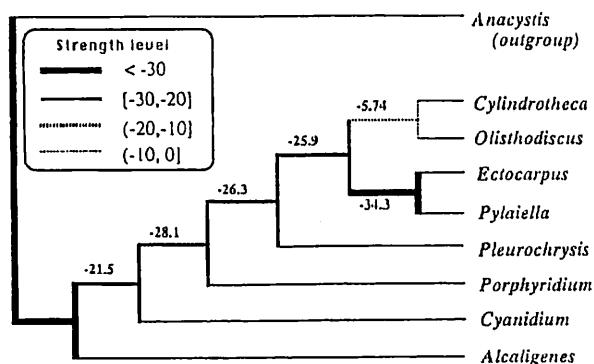 Anacystis
(outgroup)
Strength level
< -30
[-30,-20]
(-20,-10]
(-10, 0]
-5.74
Cylindrotheca
-25.9
Olisthodiscus
Ectocarpus
-26.3
-34.3
Pylaiella
-28.1
Pleurochrysis
-21.5
Porphyridium
Cyanidium
Alcaligenes